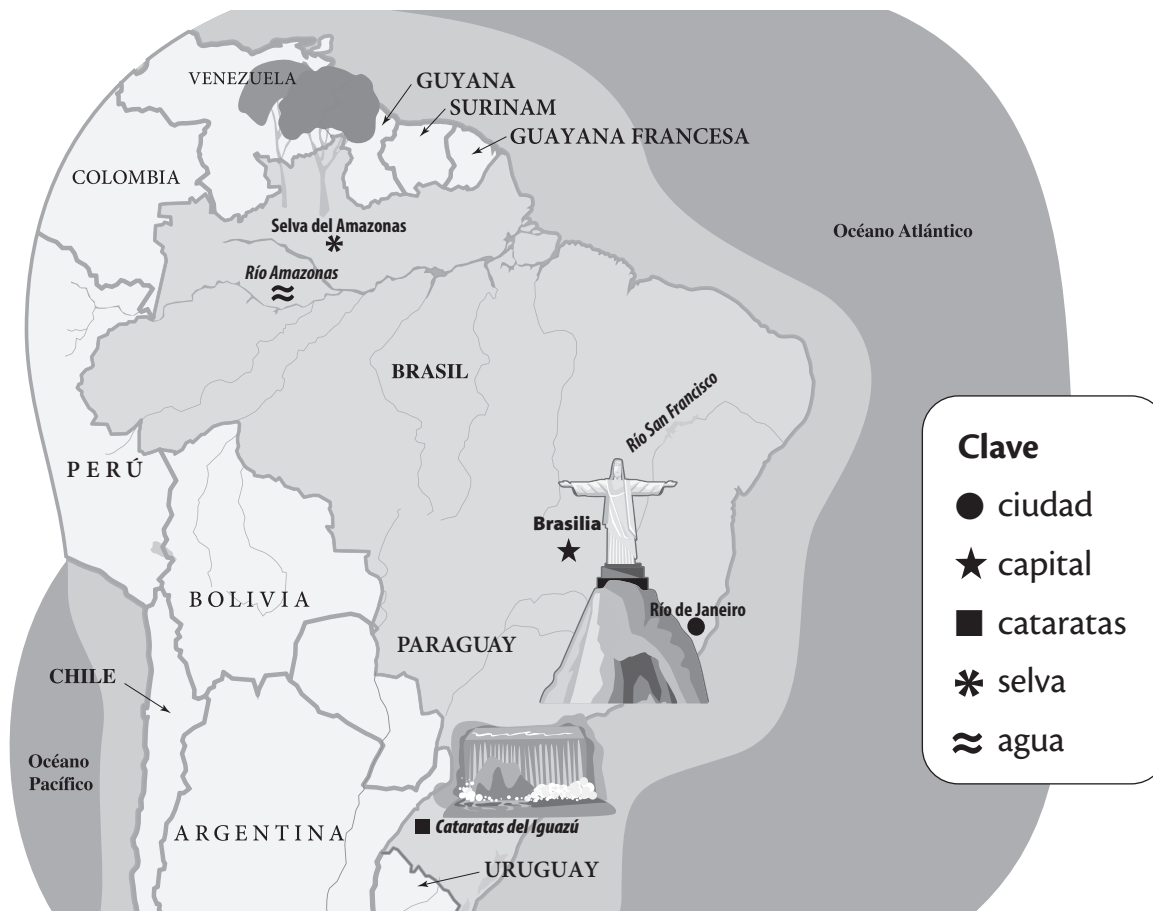 VENEZUELA
GUYANA
SURINAM
GUAYANA FRANCESA
COLOMBIA
Selva del Amazonas
Océano Atlántico
Río Amazonas
BRASIL
Río San Francisco
PERÚ
Brasilia
BOLIVIA
Río de Janeiro
PARAGUAY
CHILE
Océano
Pacífico
ARGENTINA
Cataratas del Iguazú
URUGUAY
Clave
ciudad
capital
cataratas
selva
agua